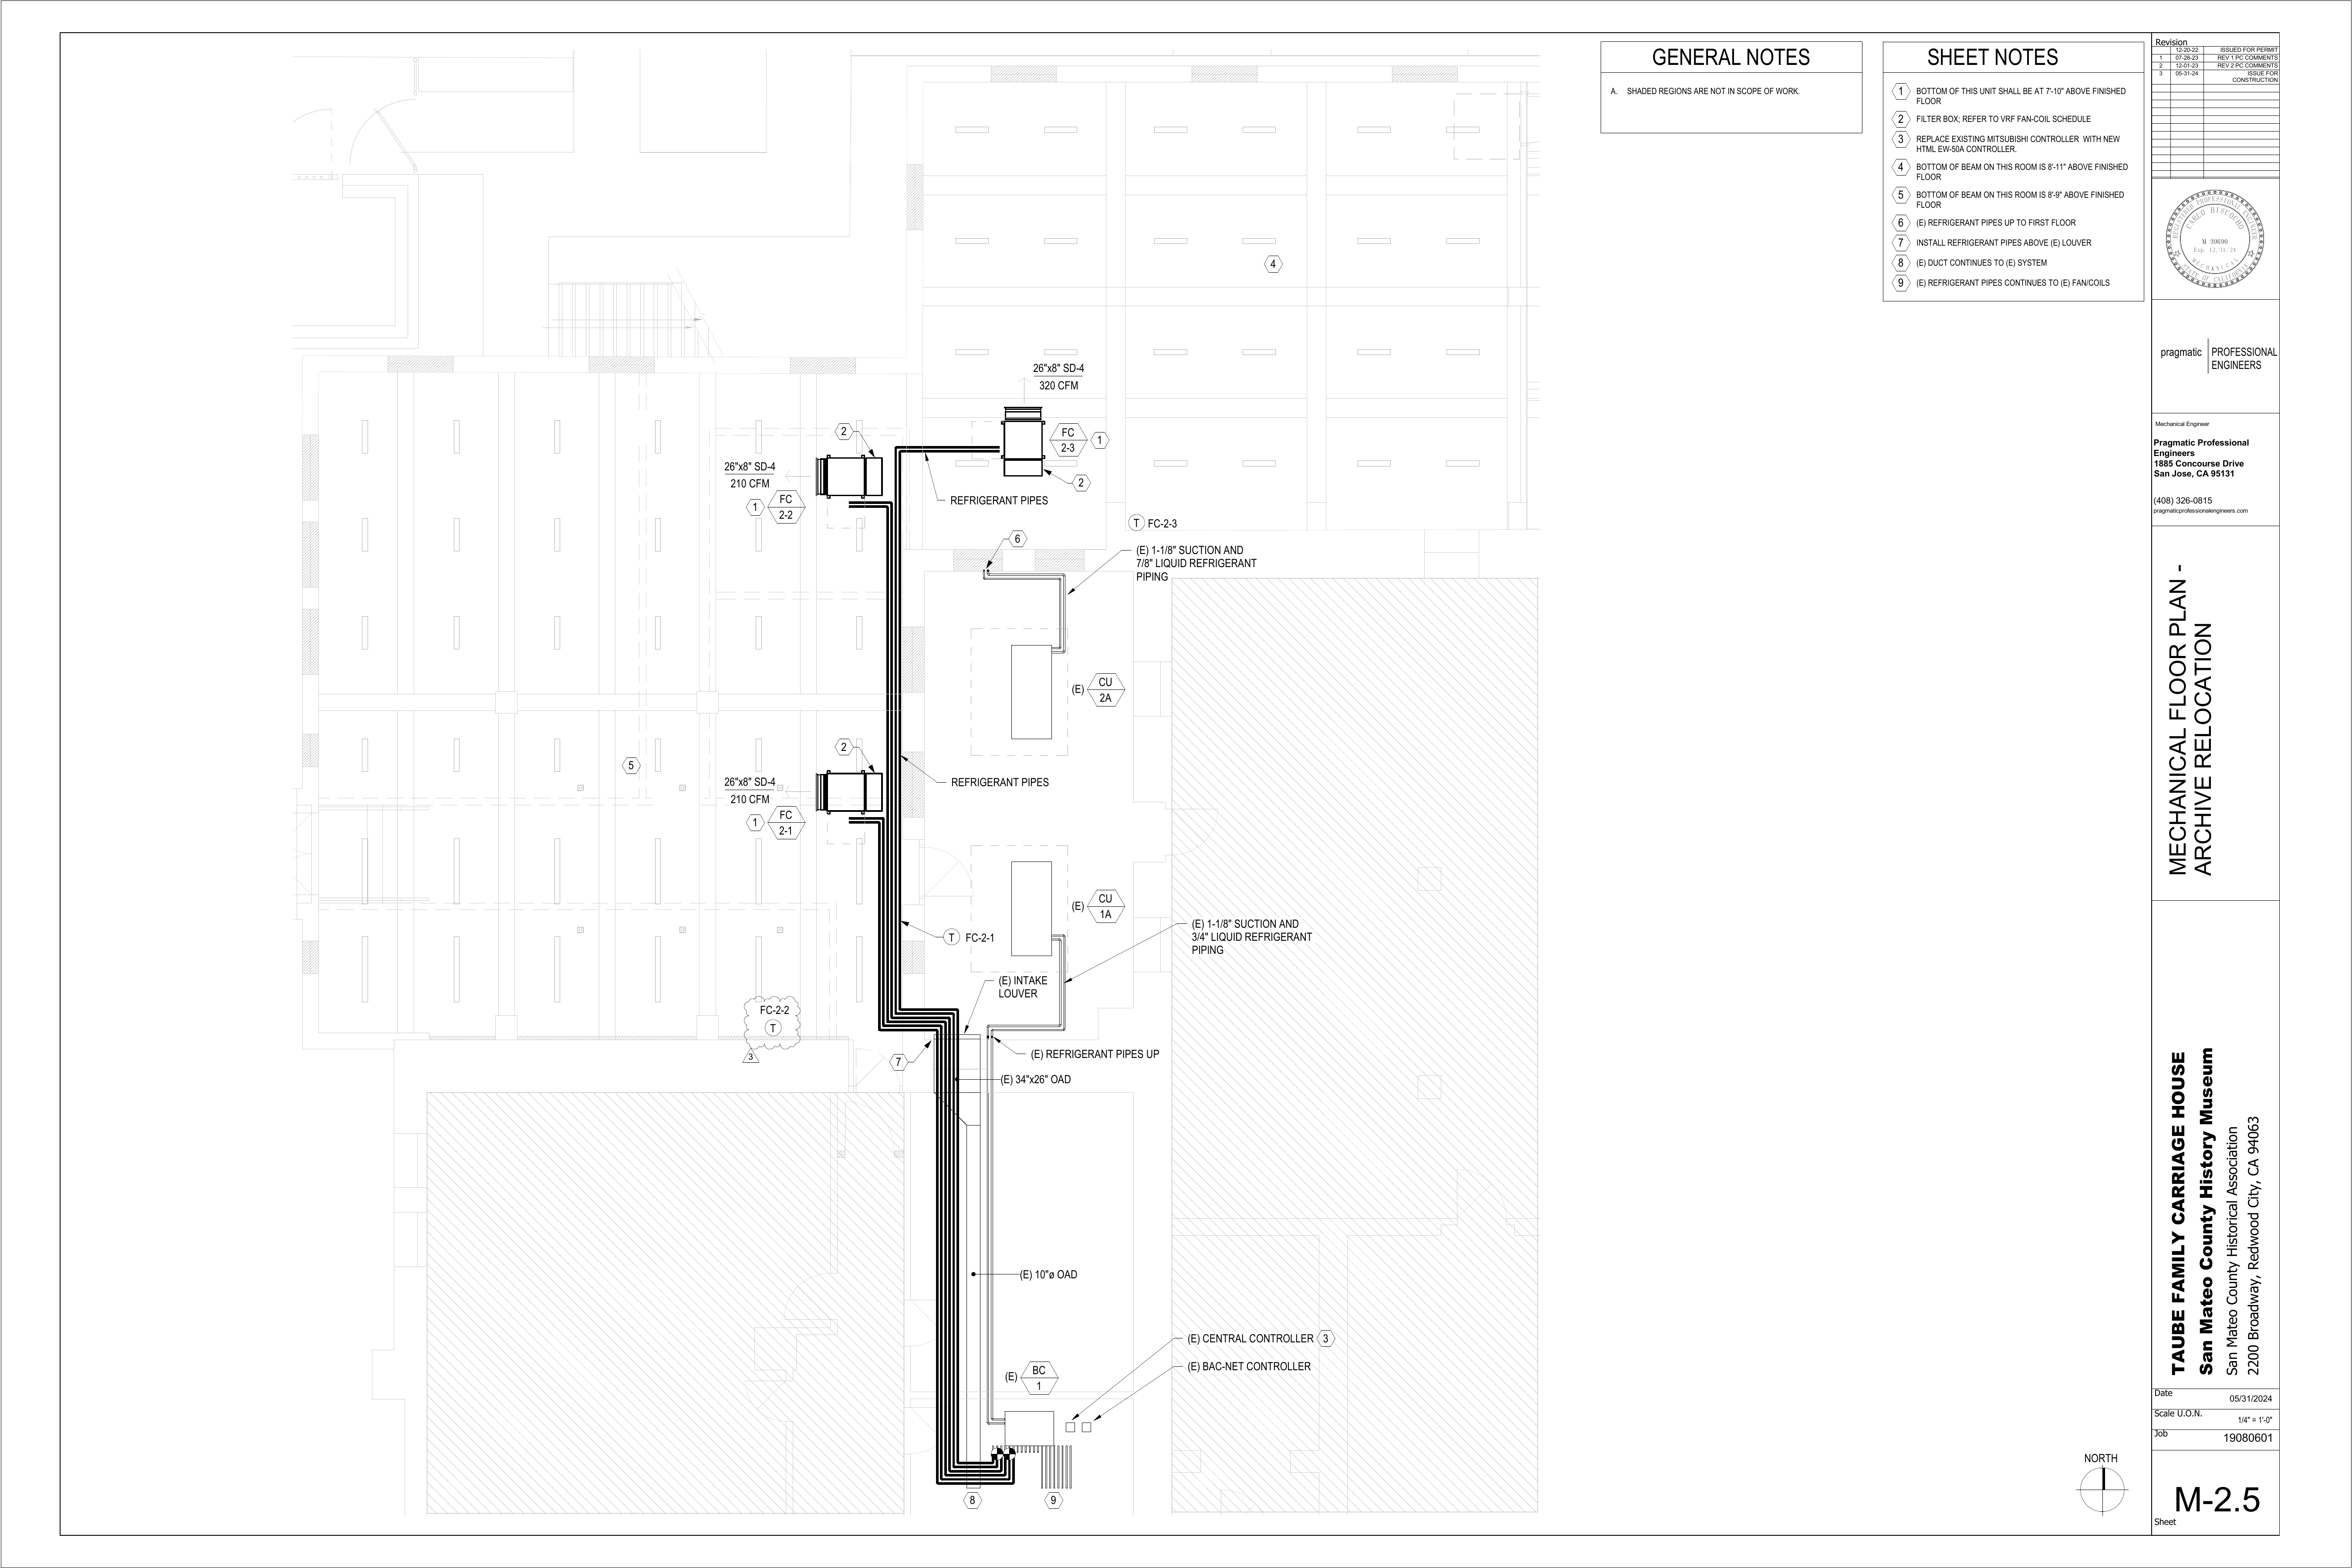 GENERAL NOTES
A. SHADED REGIONS ARE NOT IN SCOPE OF WORK.
SHEET NOTES
1 BOTTOM OF THIS UNIT SHALL BE AT 7'-10" ABOVE FINISHED
FLOOR
2 FILTER BOX; REFER TO VRF FAN-COIL SCHEDULE
3 REPLACE EXISTING MITSUBISHI CONTROLLER WITH NEW
HTML EW-50A CONTROLLER.
4 BOTTOM OF BEAM ON THIS ROOM IS 8'-11" ABOVE FINISHED
FLOOR
5 BOTTOM OF BEAM ON THIS ROOM IS 8'-9" ABOVE FINISHED
FLOOR
6 (E) REFRIGERANT PIPES UP TO FIRST FLOOR
7 INSTALL REFRIGERANT PIPES ABOVE (E) LOUVER
8 (E) DUCT CONTINUES TO (E) SYSTEM
9 (E) REFRIGERANT PIPES CONTINUES TO (E) FAN/COILS
4
26"x8" SD-4
320 CFM
FC
2-3
1
2
2
26"x8" SD-4
210 CFM
1
FC
2-2
REFRIGERANT PIPES
T FC-2-3
6
(E) 1-1/8" SUCTION AND
7/8" LIQUID REFRIGERANT
PIPING
(E)
CU
2A
2
5
26"x8" SD-4
210 CFM
1
FC
2-1
REFRIGERANT PIPES
(E)
CU
1A
(E) 1-1/8" SUCTION AND
3/4" LIQUID REFRIGERANT
PIPING
T FC-2-1
(E) INTAKE
LOUVER
FC-2-2
T
3
7
(E) REFRIGERANT PIPES UP
(E) 34"x26" OAD
(E) 10"ø OAD
(E) CENTRAL CONTROLLER 3
(E) BAC-NET CONTROLLER
(E)
BC
1
8
9
NORTH
Revision
12-20-22 ISSUED FOR PERMIT
1 07-28-23 REV 1 PC COMMENTS
2 12-01-23 REV 2 PC COMMENTS
3 05-31-24 ISSUE FOR
CONSTRUCTION
REGISTERED PROFESSIONAL ENGINEER
CARLO BISCOCHO
M 39690
Exp. 12/31/24
MECHANICAL
STATE OF CALIFORNIA
pragmatic PROFESSIONAL
ENGINEERS
Mechanical Engineer
Pragmatic Professional
Engineers
1885 Concourse Drive
San Jose, CA 95131
(408) 326-0815
pragmaticprofessionalengineers.com
MECHANICAL FLOOR PLAN -
ARCHIVE RELOCATION
TAUBE FAMILY CARRIAGE HOUSE
San Mateo County History Museum
San Mateo County Historical Association
2200 Broadway, Redwood City, CA 94063
Date
05/31/2024
Scale U.O.N.
1/4" = 1'-0"
Job
19080601
M-2.5
Sheet